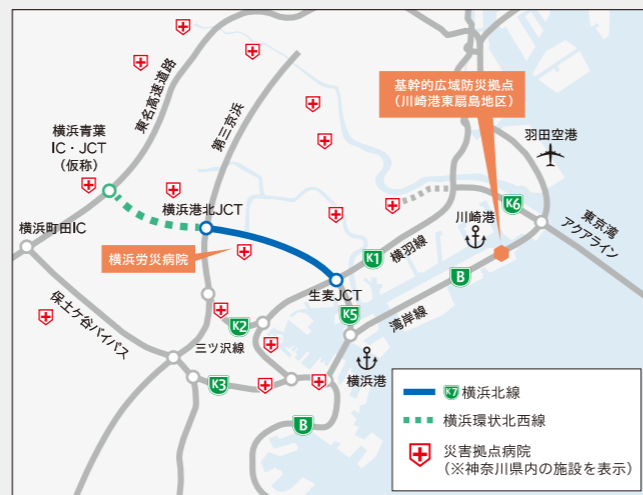 東名高速道路
第三京浜
基幹的広域防災拠点
（川崎港東扇島地区）
羽田空港
横浜青葉
IC・JCT
（仮称）
横浜港北JCT
横浜町田IC
横浜労災病院
川崎港
K6
東京湾
アクアライン
K1
横羽線
B
生麦JCT
K5
湾岸線
保土ケ谷バイパス
K2
三ツ沢線
横浜港
K3
B
K7 横浜北線
横浜環状北西線
災害拠点病院
（※神奈川県内の施設を表示）